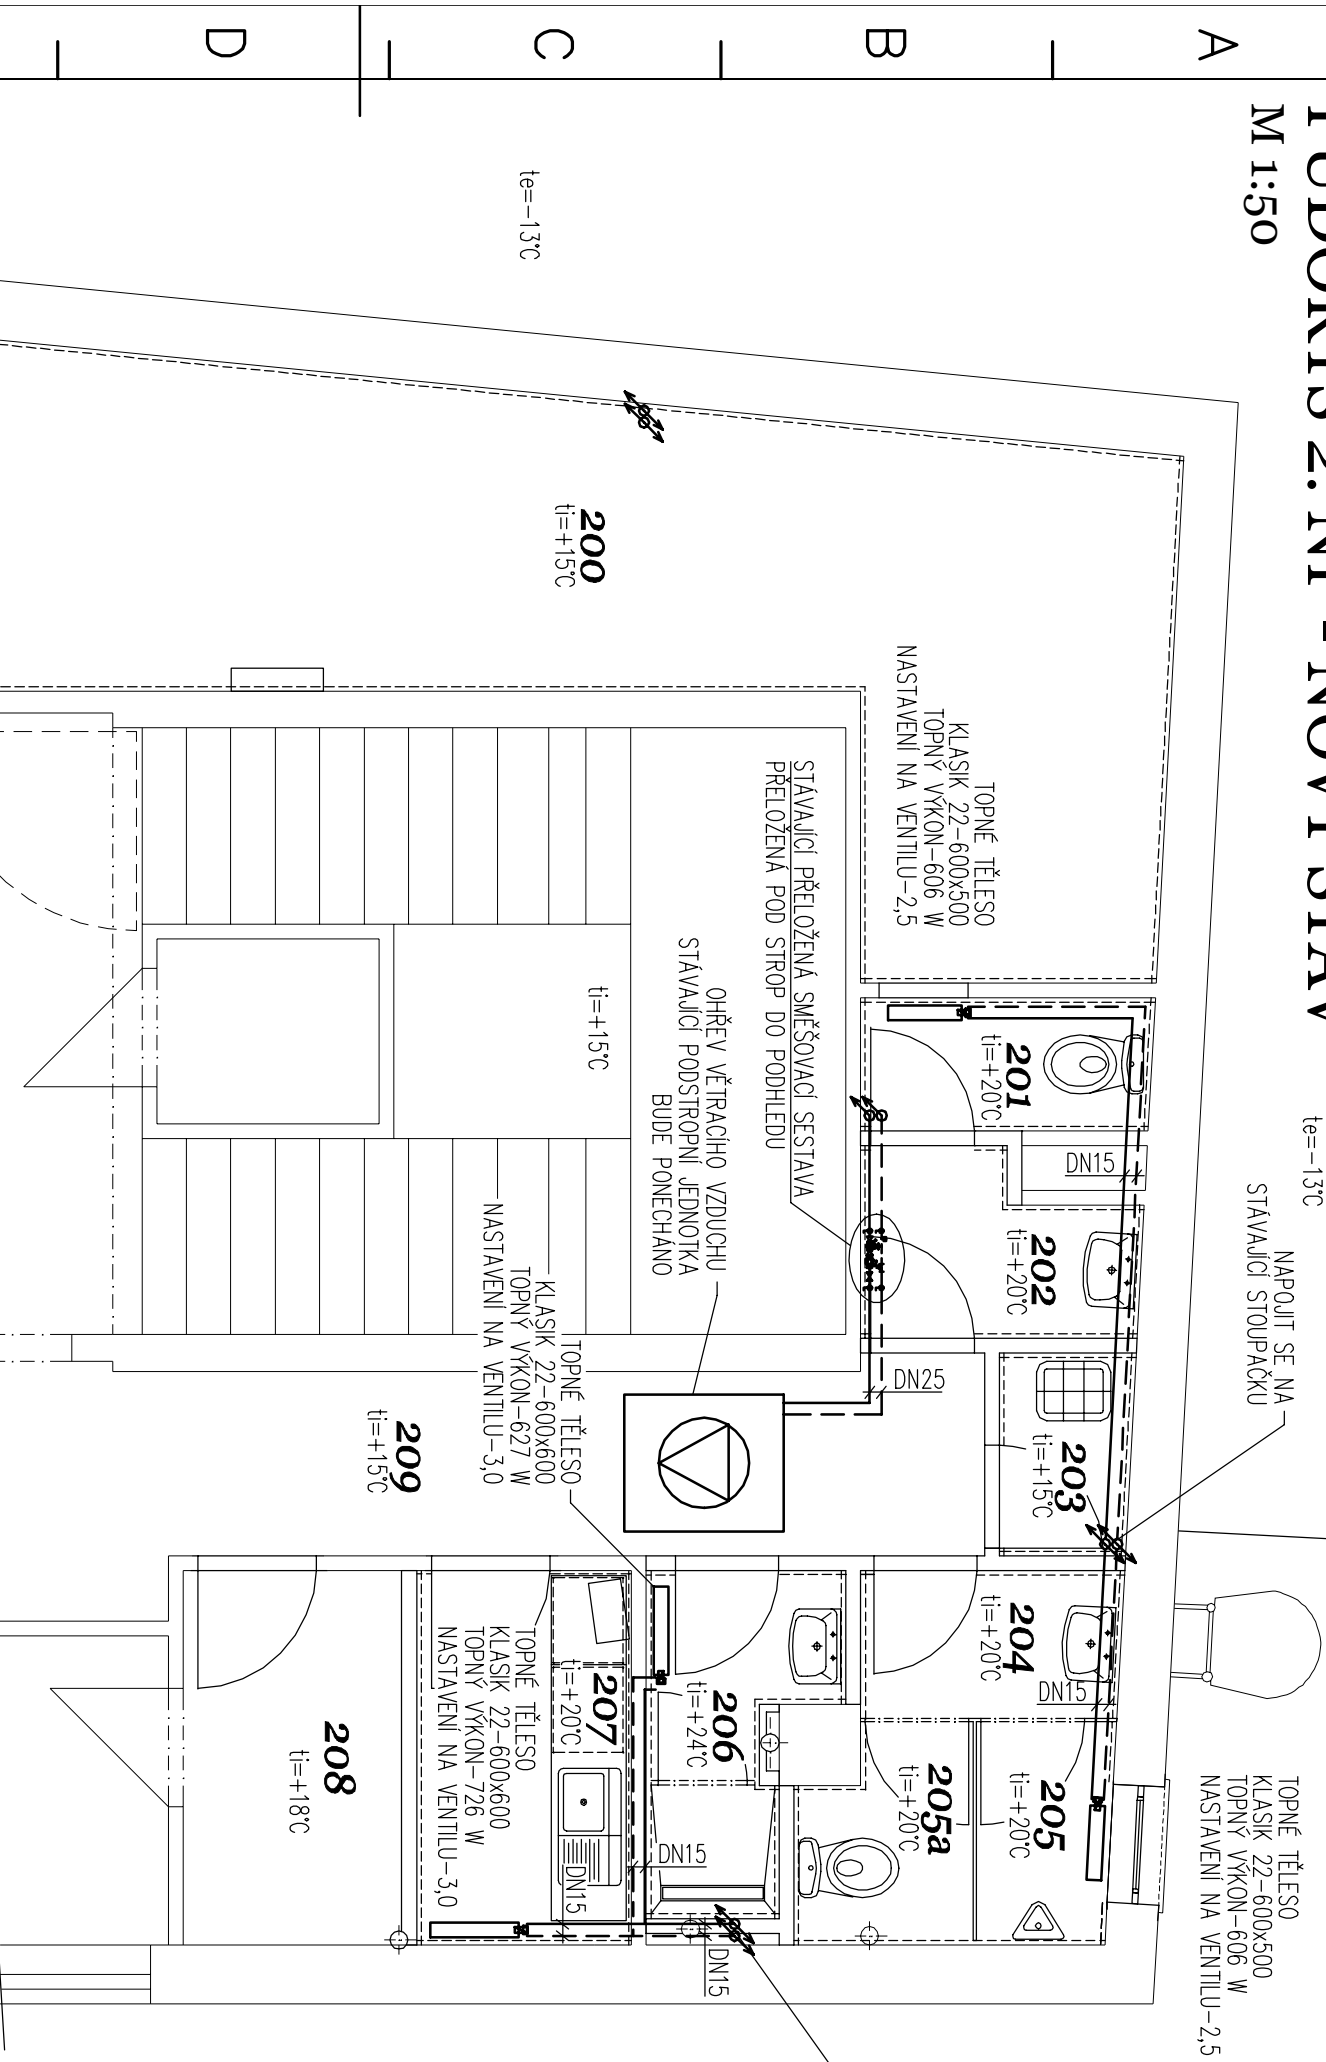 D
C
B
A
PŮDORYS 2. NP - NOVÝ STAV
M 1:50
te=-13°C
te=-13°C
NAPOJIT SE NA
STÁVAJÍCÍ STOUPAČKU
TOPNÉ TĚLESO
KLASIK 22-600x500
TOPNÝ VÝKON-606 W
NASTAVENÍ NA VENTILU-2,5
TOPNÉ TĚLESO
KLASIK 22-600x500
TOPNÝ VÝKON-606 W
NASTAVENÍ NA VENTILU-2,5
200
ti=+15°C
STÁVAJÍCÍ PŘELOŽENÁ SMĚŠOVACÍ SESTAVA
PŘELOŽENÁ POD STROP DO PODHLEDU
OHŘEV VĚTRACÍHO VZDUCHU
STÁVAJÍCÍ PODSTROPNÍ JEDNOTKA
BUDE PONECHÁNO
ti=+15°C
201
ti=+20°C
DN15
202
ti=+20°C
DN25
203
ti=+15°C
204
ti=+20°C
DN15
205
ti=+20°C
205a
ti=+20°C
206
ti=+24°C
DN15
DN15
DN15
TOPNÉ TĚLESO
KLASIK 22-600x600
TOPNÝ VÝKON-627 W
NASTAVENÍ NA VENTILU-3,0
207
ti=+20°C
TOPNÉ TĚLESO
KLASIK 22-600x600
TOPNÝ VÝKON-726 W
NASTAVENÍ NA VENTILU-3,0
208
ti=+18°C
209
ti=+15°C